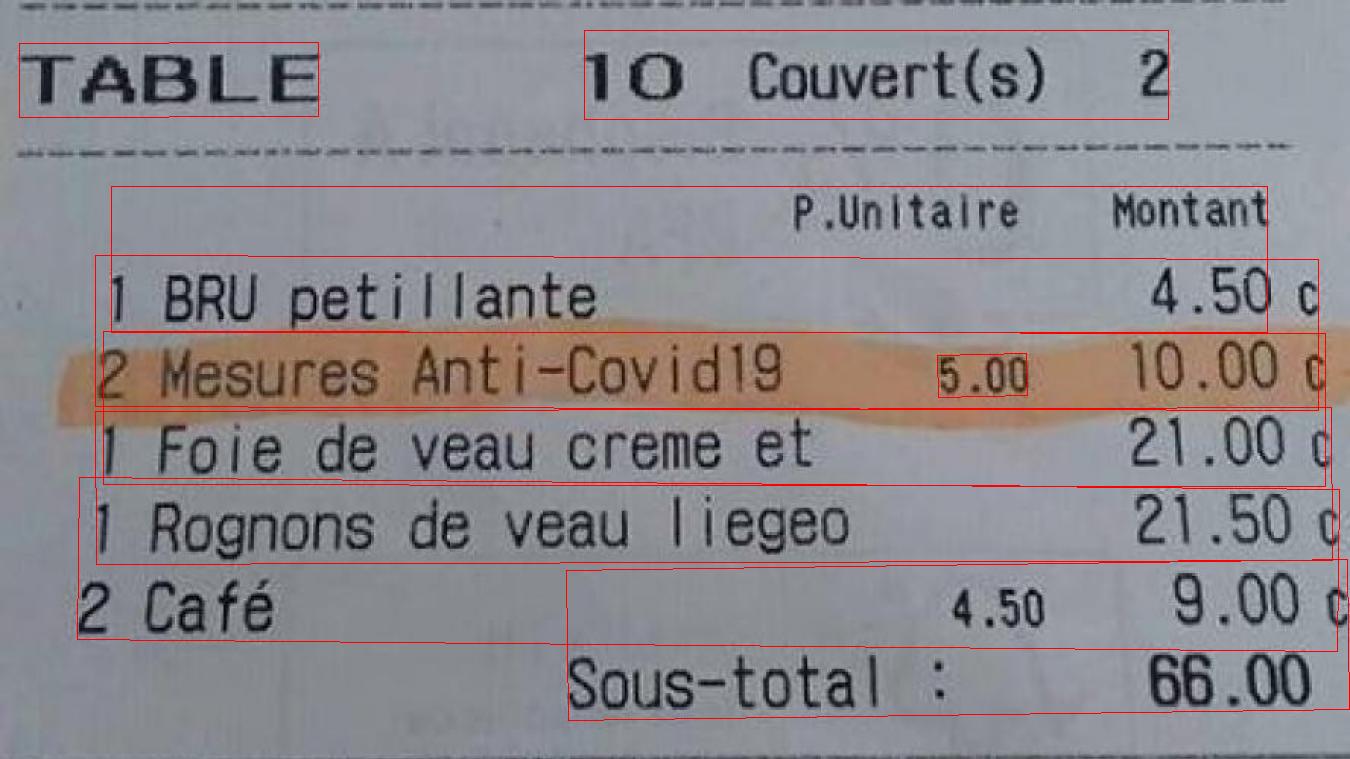 TABLE 10 Couvert(s) 2
P.Unitaire Montant
1 BRU petillante 4.50 c
2 Mesures Anti-Covid19 5.00 10.00 c
1 Foie de veau creme et 21.00 c
1 Rognons de veau liegeo 21.50 c
2 Café 4.50 9.00 c
Sous-total : 66.00